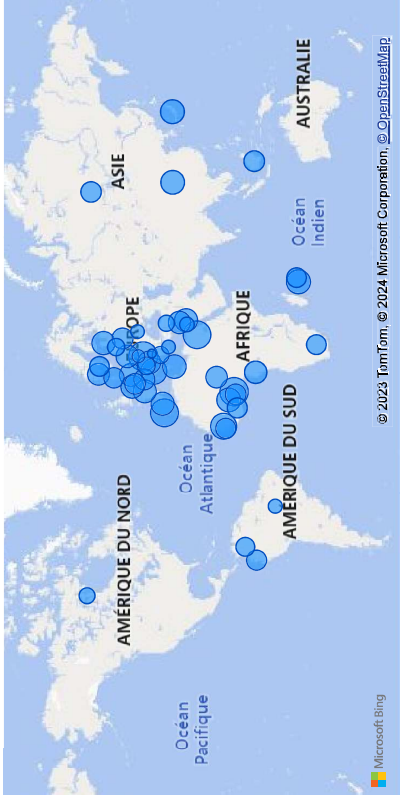 AMÉRIQUE DU NORD
EUROPE
ASIE
Océan
Pacifique
Océan
Atlantique
AFRIQUE
Océan
Indien
AMÉRIQUE DU SUD
AUSTRALIE
Microsoft Bing
© 2023 TomTom, © 2024 Microsoft Corporation, © OpenStreetMap